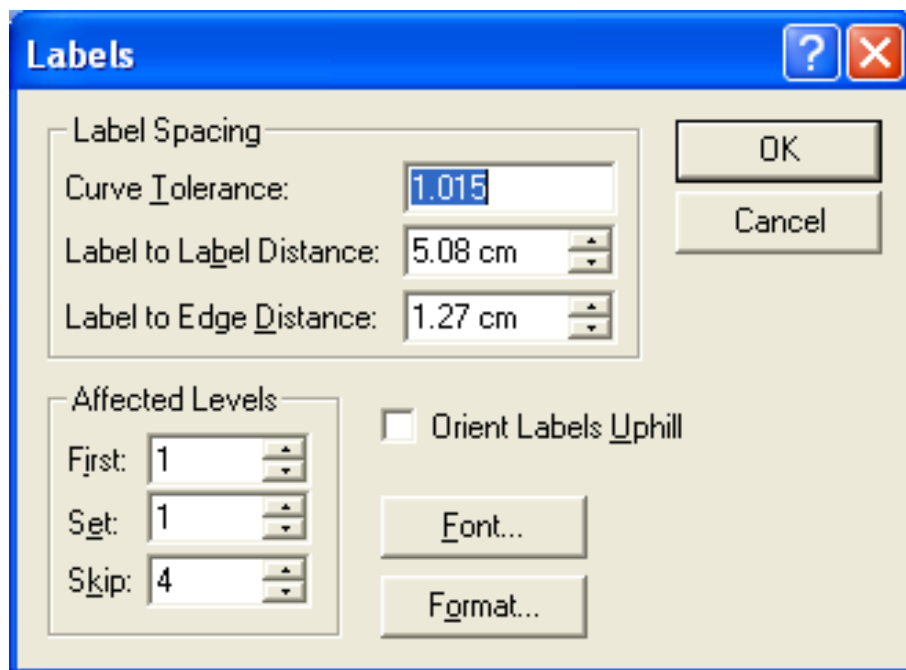 Labels
Label Spacing
Curve Tolerance: 1.015
Label to Label Distance: 5.08 cm
Label to Edge Distance: 1.27 cm
OK
Cancel
Affected Levels
First: 1
Set: 1
Skip: 4
Orient Labels Uphill
Font...
Format...